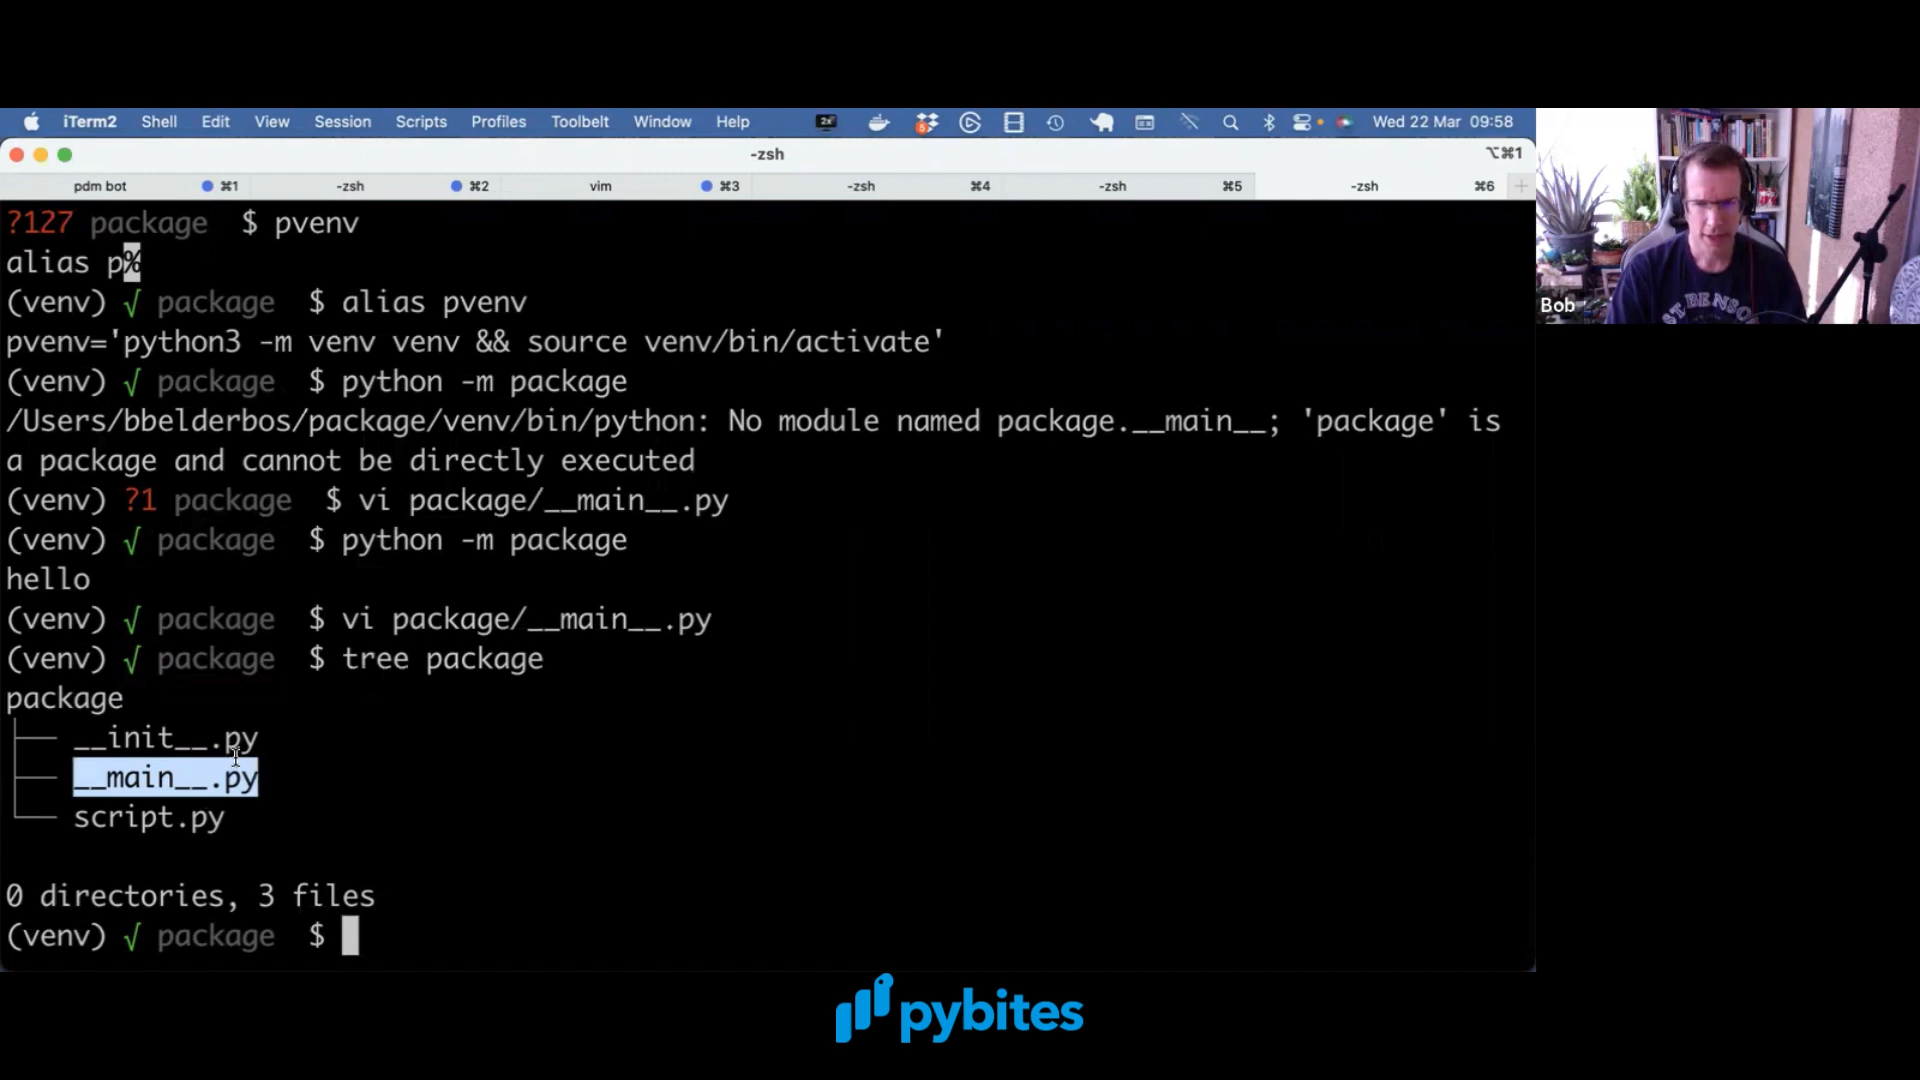 iTerm2 Shell Edit View Session Scripts Profiles Toolbelt Window Help 2x 5 Wed 22 Mar 09:58
-zsh ⌥⌘1
pdm bot ⌘1 -zsh ⌘2 vim ⌘3 -zsh ⌘4 -zsh ⌘5 -zsh ⌘6 +
?127 package $ pvenv
alias p%
(venv) √ package $ alias pvenv
pvenv='python3 -m venv venv && source venv/bin/activate'
(venv) √ package $ python -m package
/Users/bbelderbos/package/venv/bin/python: No module named package.__main__; 'package' is
a package and cannot be directly executed
(venv) ?1 package $ vi package/__main__.py
(venv) √ package $ python -m package
hello
(venv) √ package $ vi package/__main__.py
(venv) √ package $ tree package
package
├── __init__.py
├── __main__.py
└── script.py
0 directories, 3 files
(venv) √ package $
Bob
pybites